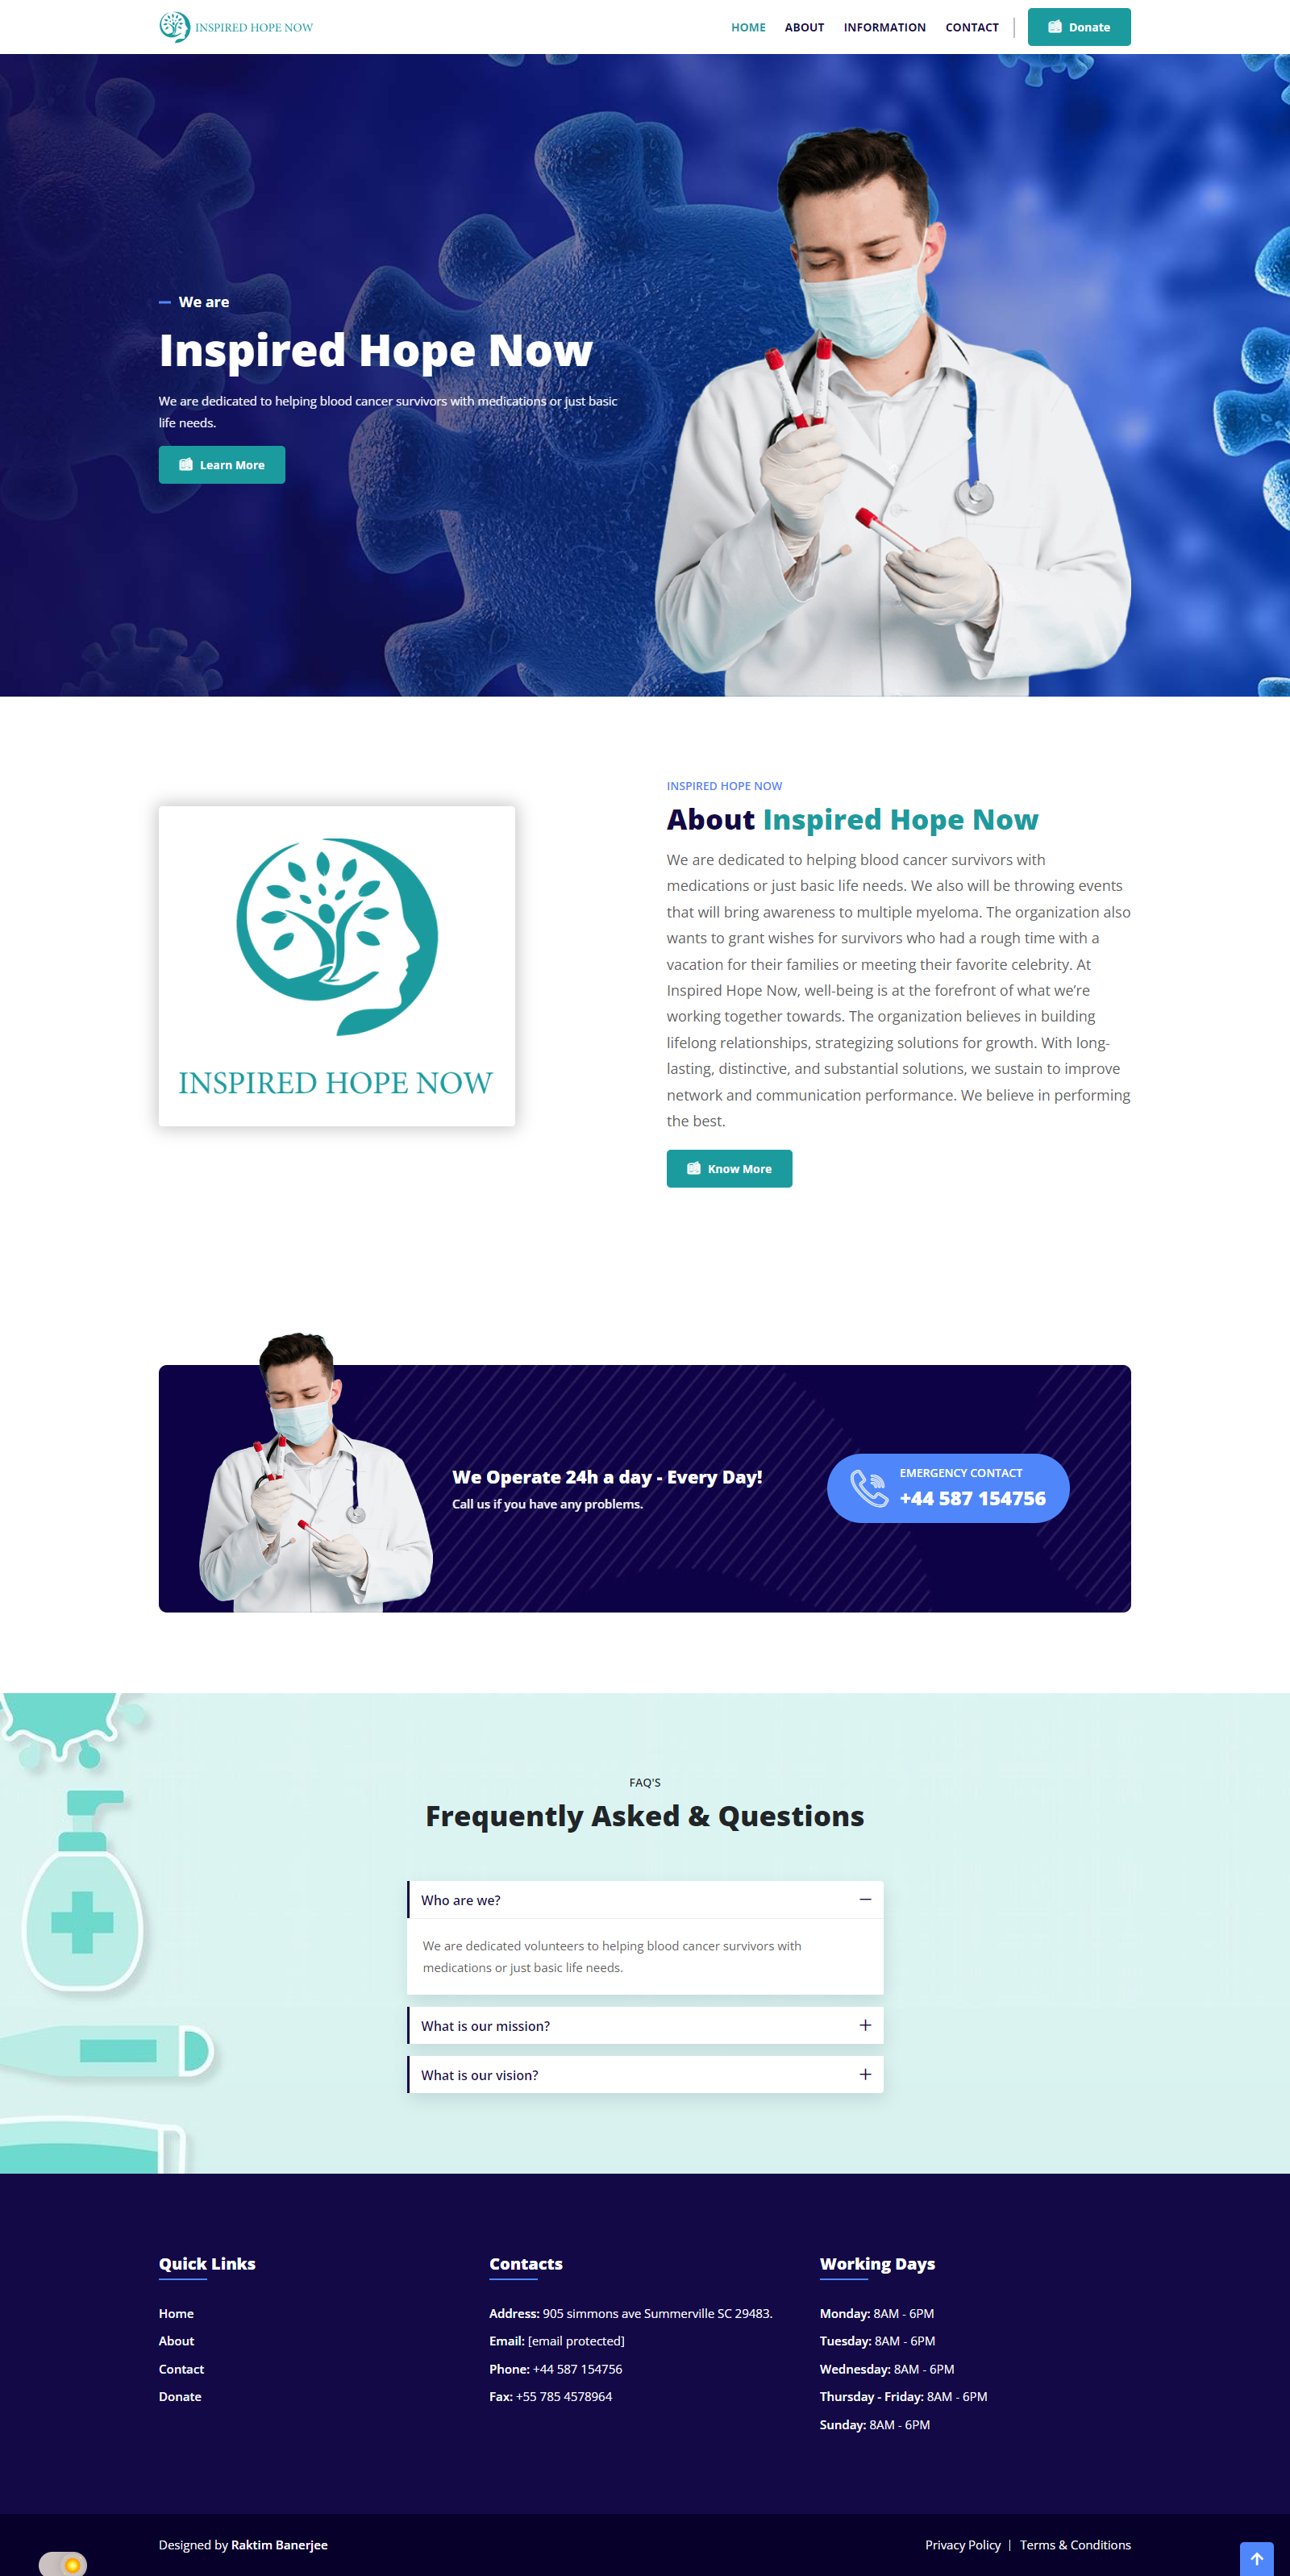 INSPIRED HOPE NOW
HOME
ABOUT
INFORMATION
CONTACT
Donate
We are
Inspired Hope Now
We are dedicated to helping blood cancer survivors with medications or just basic
life needs.
Learn More
INSPIRED HOPE NOW
INSPIRED HOPE NOW
About Inspired Hope Now
We are dedicated to helping blood cancer survivors with
medications or just basic life needs. We also will be throwing events
that will bring awareness to multiple myeloma. The organization also
wants to grant wishes for survivors who had a rough time with a
vacation for their families or meeting their favorite celebrity. At
Inspired Hope Now, well-being is at the forefront of what we’re
working together towards. The organization believes in building
lifelong relationships, strategizing solutions for growth. With long-
lasting, distinctive, and substantial solutions, we sustain to improve
network and communication performance. We believe in performing
the best.
Know More
We Operate 24h a day - Every Day!
Call us if you have any problems.
EMERGENCY CONTACT
+44 587 154756
FAQ'S
Frequently Asked & Questions
Who are we?
We are dedicated volunteers to helping blood cancer survivors with
medications or just basic life needs.
What is our mission?
What is our vision?
Quick Links
Home
About
Contact
Donate
Contacts
Address: 905 simmons ave Summerville SC 29483.
Email: [email protected]
Phone: +44 587 154756
Fax: +55 785 4578964
Working Days
Monday: 8AM - 6PM
Tuesday: 8AM - 6PM
Wednesday: 8AM - 6PM
Thursday - Friday: 8AM - 6PM
Sunday: 8AM - 6PM
Designed by Raktim Banerjee
Privacy Policy | Terms & Conditions